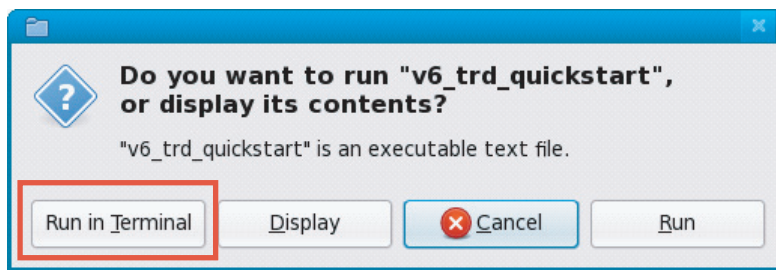 Do you want to run "v6_trd_quickstart",
or display its contents?
"v6_trd_quickstart" is an executable text file.
Run in Terminal
Display
Cancel
Run